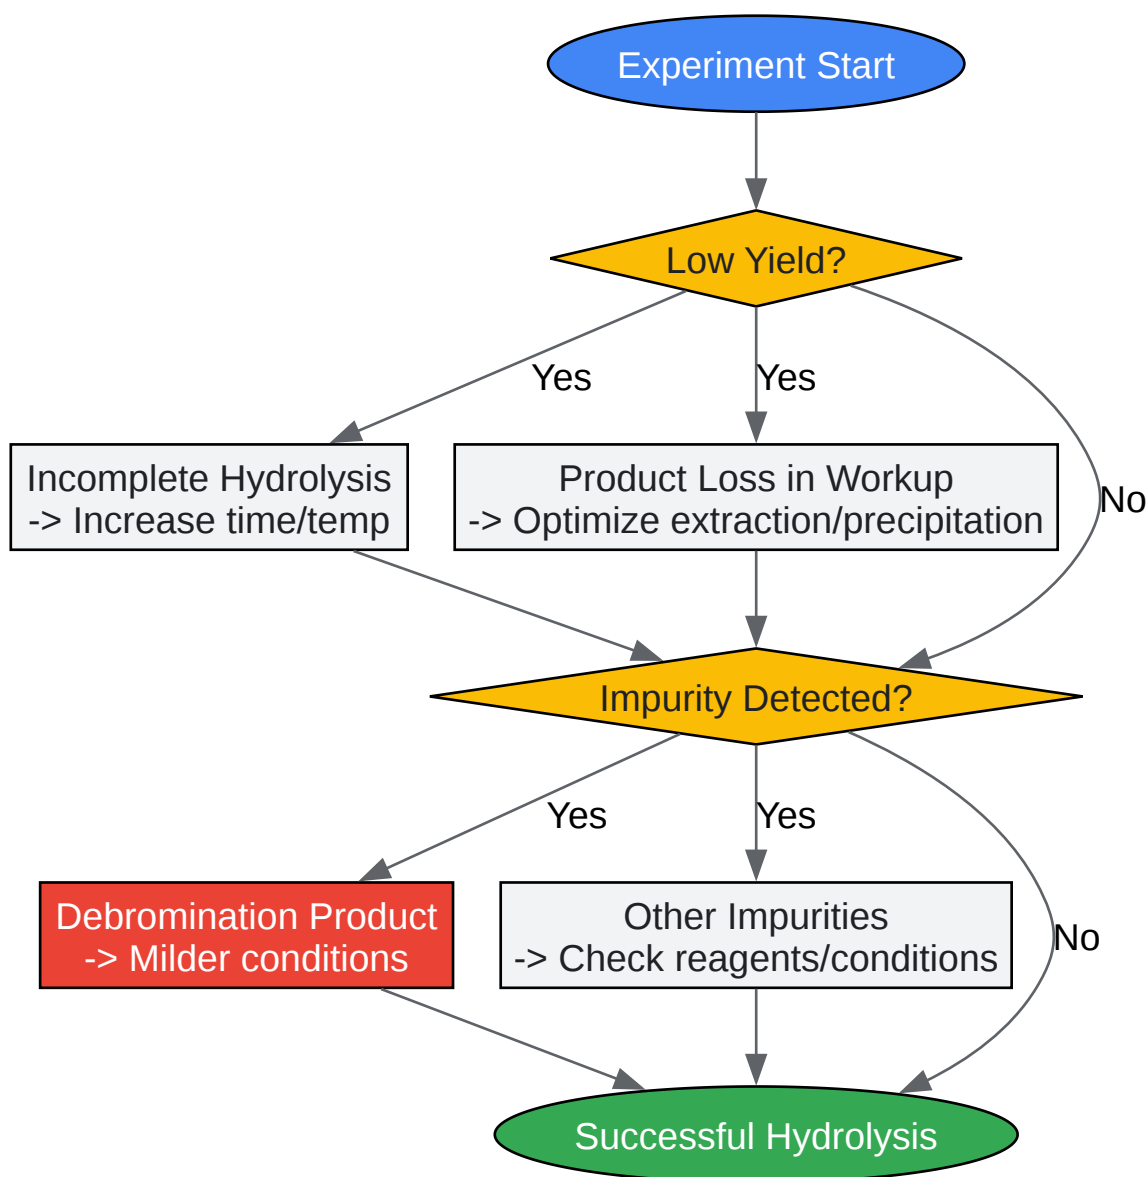 Experiment Start
Low Yield?
Yes
Yes
No
Incomplete Hydrolysis
-> Increase time/temp
Product Loss in Workup
-> Optimize extraction/precipitation
Impurity Detected?
Yes
Yes
No
Debromination Product
-> Milder conditions
Other Impurities
-> Check reagents/conditions
Successful Hydrolysis